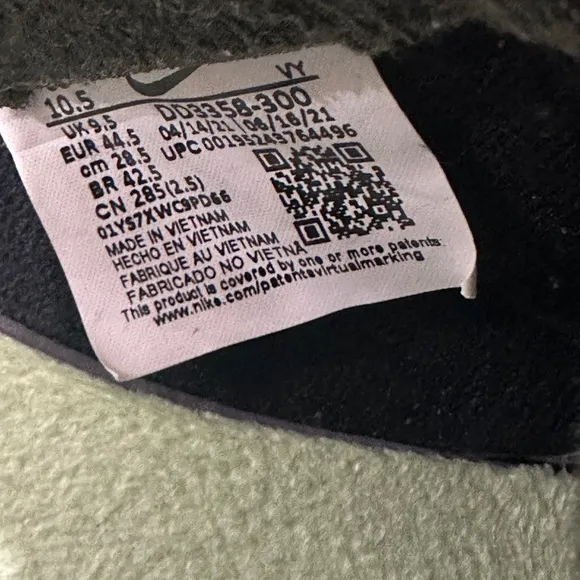 10.5 VY
UK 9.5 DD3358-300
EUR 44.5 04/14/21 08/16/21
cm 28.5 UPC 00195243764496
BR 42.5
CN 285(2.5)
01YS7XWC9PD66
MADE IN VIETNAM
HECHO EN VIETNAM
FABRIQUE AU VIETNAM
FABRICADO NO VIETNA
This product is covered by one or more patents.
www.nike.com/patentsvirtualmarking